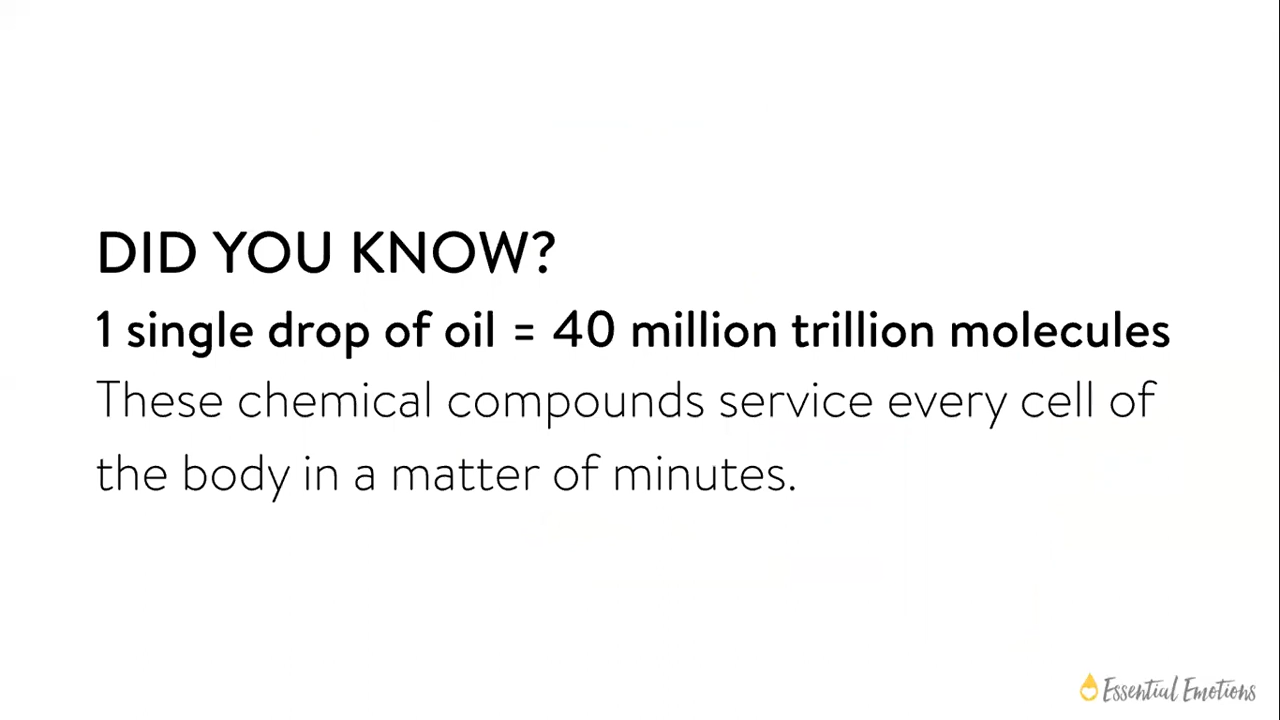 DID YOU KNOW?
1 single drop of oil = 40 million trillion molecules
These chemical compounds service every cell of
the body in a matter of minutes.
Essential Emotions